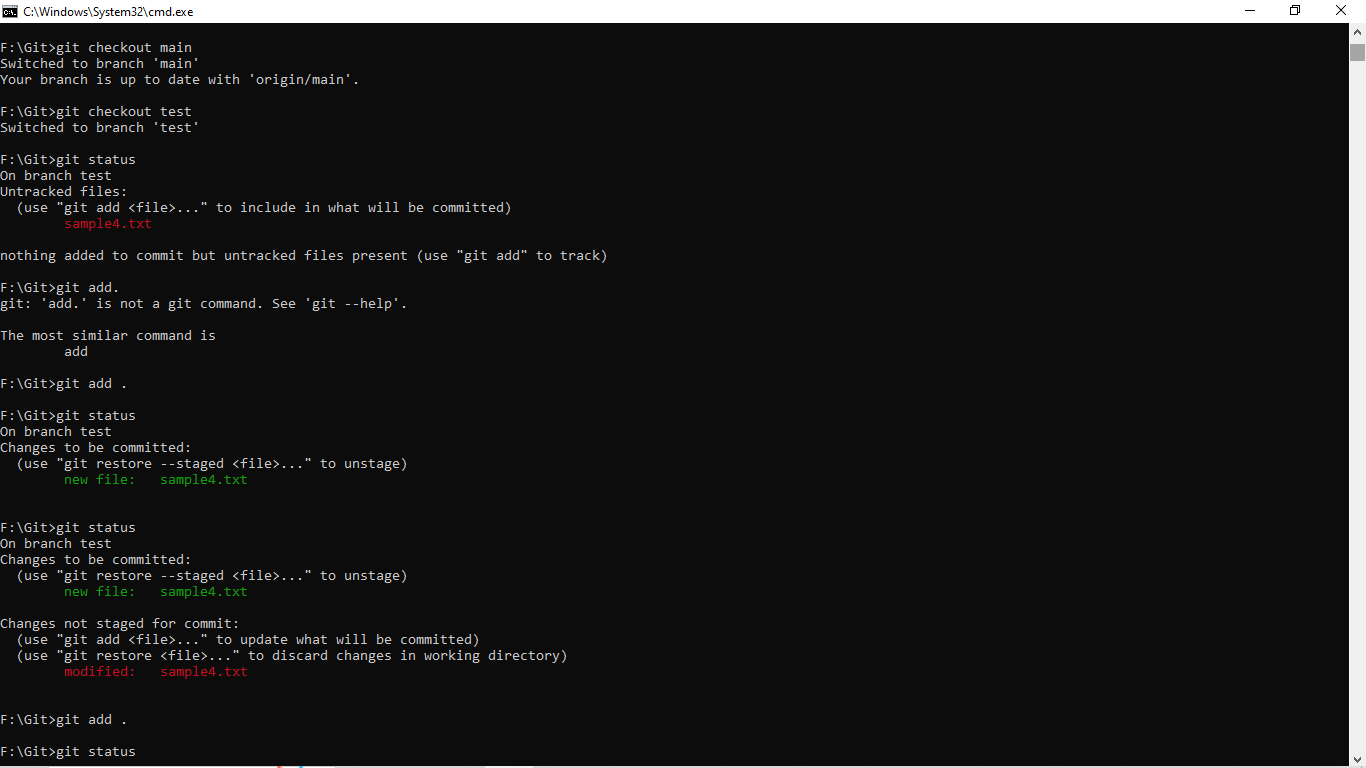 C:\Windows\System32\cmd.exe
F:\Git>git checkout main
Switched to branch 'main'
Your branch is up to date with 'origin/main'.
F:\Git>git checkout test
Switched to branch 'test'
F:\Git>git status
On branch test
Untracked files:
  (use "git add <file>..." to include in what will be committed)
        sample4.txt
nothing added to commit but untracked files present (use "git add" to track)
F:\Git>git add.
git: 'add.' is not a git command. See 'git --help'.
The most similar command is
        add
F:\Git>git add .
F:\Git>git status
On branch test
Changes to be committed:
  (use "git restore --staged <file>..." to unstage)
        new file:   sample4.txt
F:\Git>git status
On branch test
Changes to be committed:
  (use "git restore --staged <file>..." to unstage)
        new file:   sample4.txt
Changes not staged for commit:
  (use "git add <file>..." to update what will be committed)
  (use "git restore <file>..." to discard changes in working directory)
        modified:   sample4.txt
F:\Git>git add .
F:\Git>git status